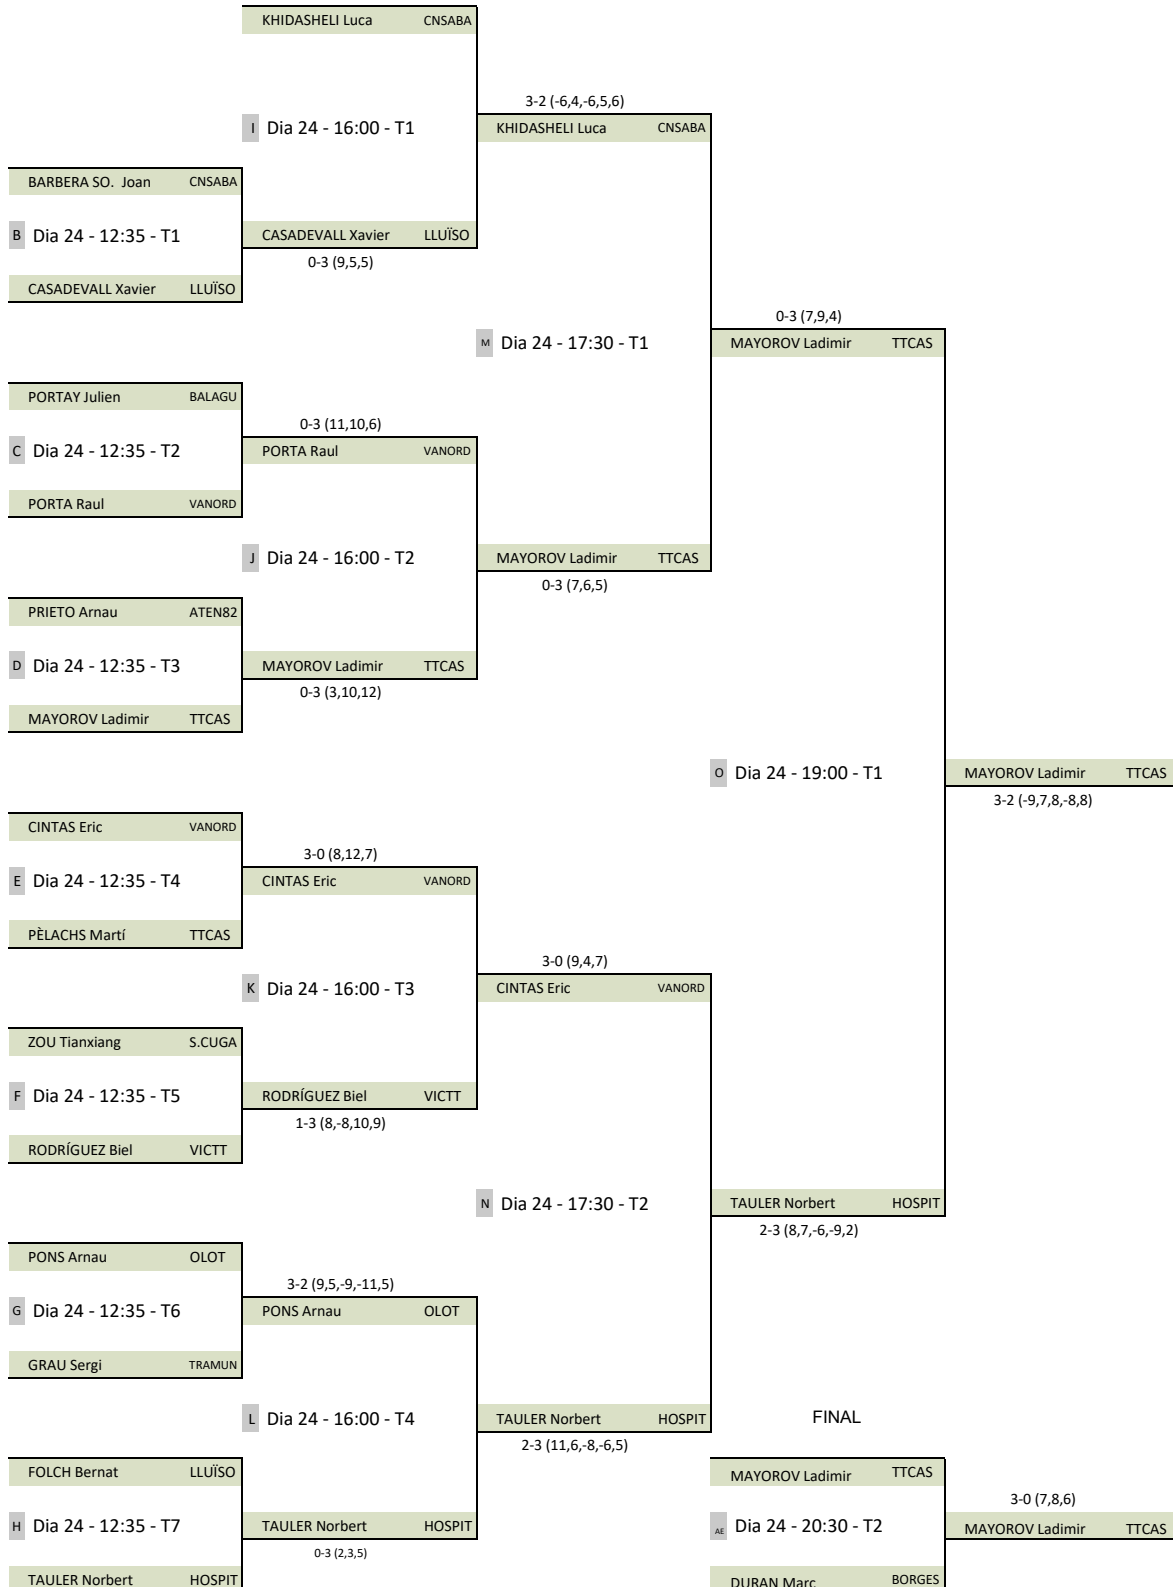 KHIDASHELI Luca CNSABA
3-2 (-6,4,-6,5,6)
I Dia 24 - 16:00 - T1 KHIDASHELI Luca CNSABA
BARBERA SO. Joan CNSABA
B Dia 24 - 12:35 - T1 CASADEVALL Xavier LLUÏSO
0-3 (9,5,5)
CASADEVALL Xavier LLUÏSO
0-3 (7,9,4)
M Dia 24 - 17:30 - T1 MAYOROV Ladimir TTCAS
PORTAY Julien BALAGU
0-3 (11,10,6)
C Dia 24 - 12:35 - T2 PORTA Raul VANORD
PORTA Raul VANORD
J Dia 24 - 16:00 - T2 MAYOROV Ladimir TTCAS
0-3 (7,6,5)
PRIETO Arnau ATEN82
D Dia 24 - 12:35 - T3 MAYOROV Ladimir TTCAS
0-3 (3,10,12)
MAYOROV Ladimir TTCAS
O Dia 24 - 19:00 - T1 MAYOROV Ladimir TTCAS
3-2 (-9,7,8,-8,8)
CINTAS Eric VANORD
3-0 (8,12,7)
E Dia 24 - 12:35 - T4 CINTAS Eric VANORD
PÈLACHS Martí TTCAS
3-0 (9,4,7)
K Dia 24 - 16:00 - T3 CINTAS Eric VANORD
ZOU Tianxiang S.CUGA
F Dia 24 - 12:35 - T5 RODRÍGUEZ Biel VICTT
1-3 (8,-8,10,9)
RODRÍGUEZ Biel VICTT
N Dia 24 - 17:30 - T2 TAULER Norbert HOSPIT
2-3 (8,7,-6,-9,2)
PONS Arnau OLOT
3-2 (9,5,-9,-11,5)
G Dia 24 - 12:35 - T6 PONS Arnau OLOT
GRAU Sergi TRAMUN
L Dia 24 - 16:00 - T4 TAULER Norbert HOSPIT FINAL
2-3 (11,6,-8,-6,5)
FOLCH Bernat LLUÏSO MAYOROV Ladimir TTCAS
3-0 (7,8,6)
H Dia 24 - 12:35 - T7 TAULER Norbert HOSPIT AE Dia 24 - 20:30 - T2 MAYOROV Ladimir TTCAS
0-3 (2,3,5)
TAULER Norbert HOSPIT DURAN Marc BORGES